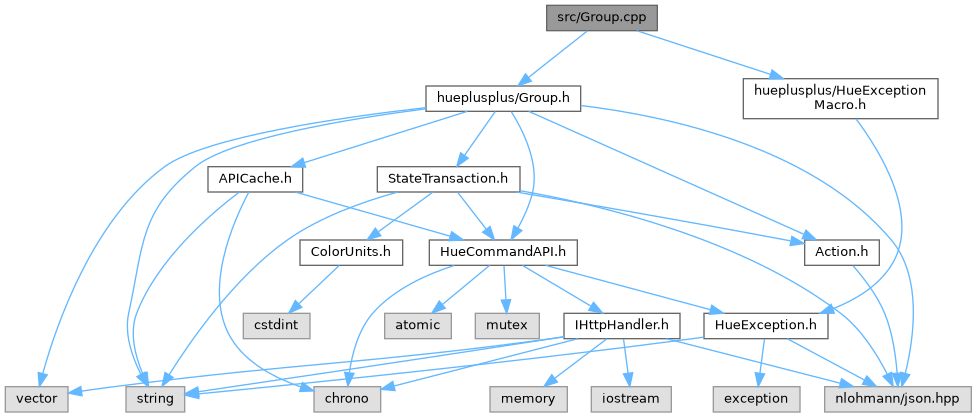 src/Group.cpp
hueplusplus/Group.h
hueplusplus/HueException
Macro.h
APICache.h
StateTransaction.h
ColorUnits.h
HueCommandAPI.h
Action.h
cstdint
atomic
mutex
IHttpHandler.h
HueException.h
vector
string
chrono
memory
iostream
exception
nlohmann/json.hpp